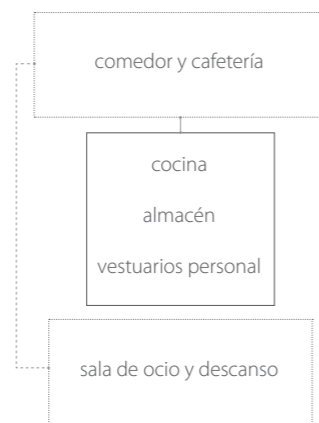 comedor y cafetería
cocina
almacén
vestuarios personal
sala de ocio y descanso